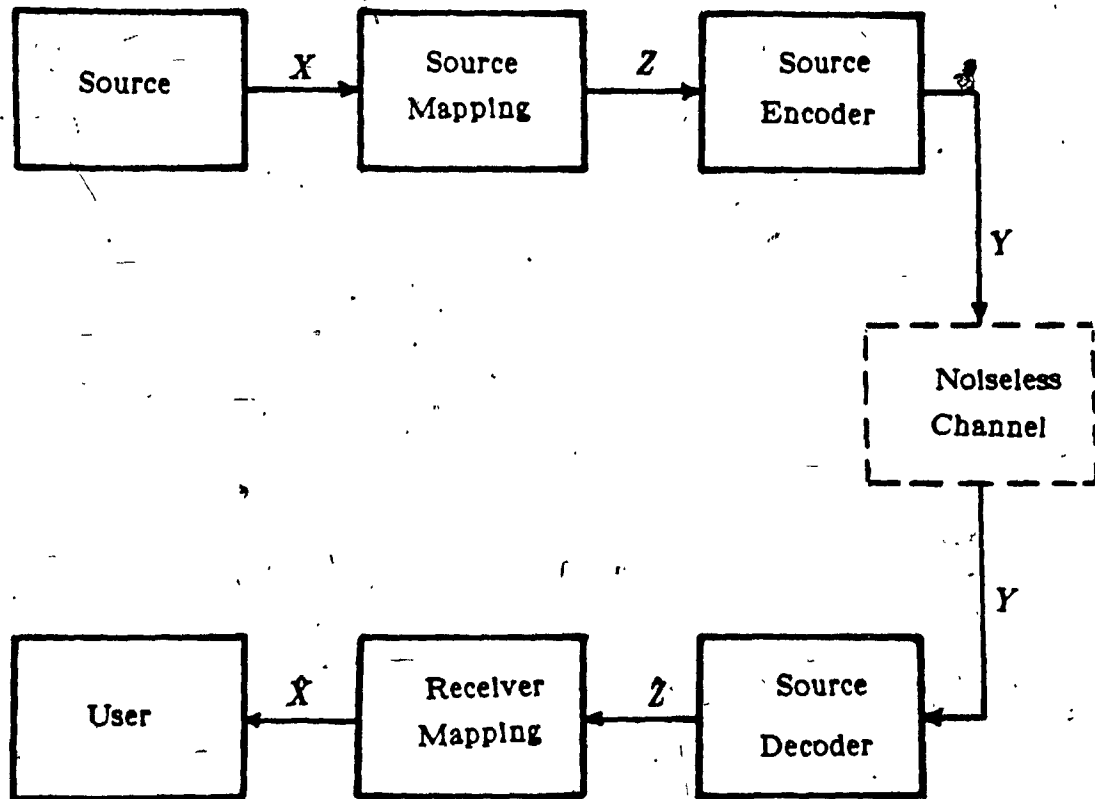 Source
X
Source
Mapping
Z
Source
Encoder
Y
Noiseless
Channel
Y
User
X̂
Receiver
Mapping
Ẑ
Source
Decoder